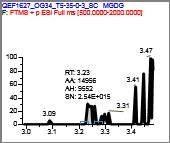 QEF1627_OG34_T5-35-0-3_SC MGDG
F: FTMS + p ESI Full ms [500.0000-2000.0000]
3.47
100
80
60
40
20
0
3.41
RT: 3.23
AA: 14956
AH: 9552
SN: 2.54E+015
3.31
3.09
3.0 3.1 3.2 3.3 3.4